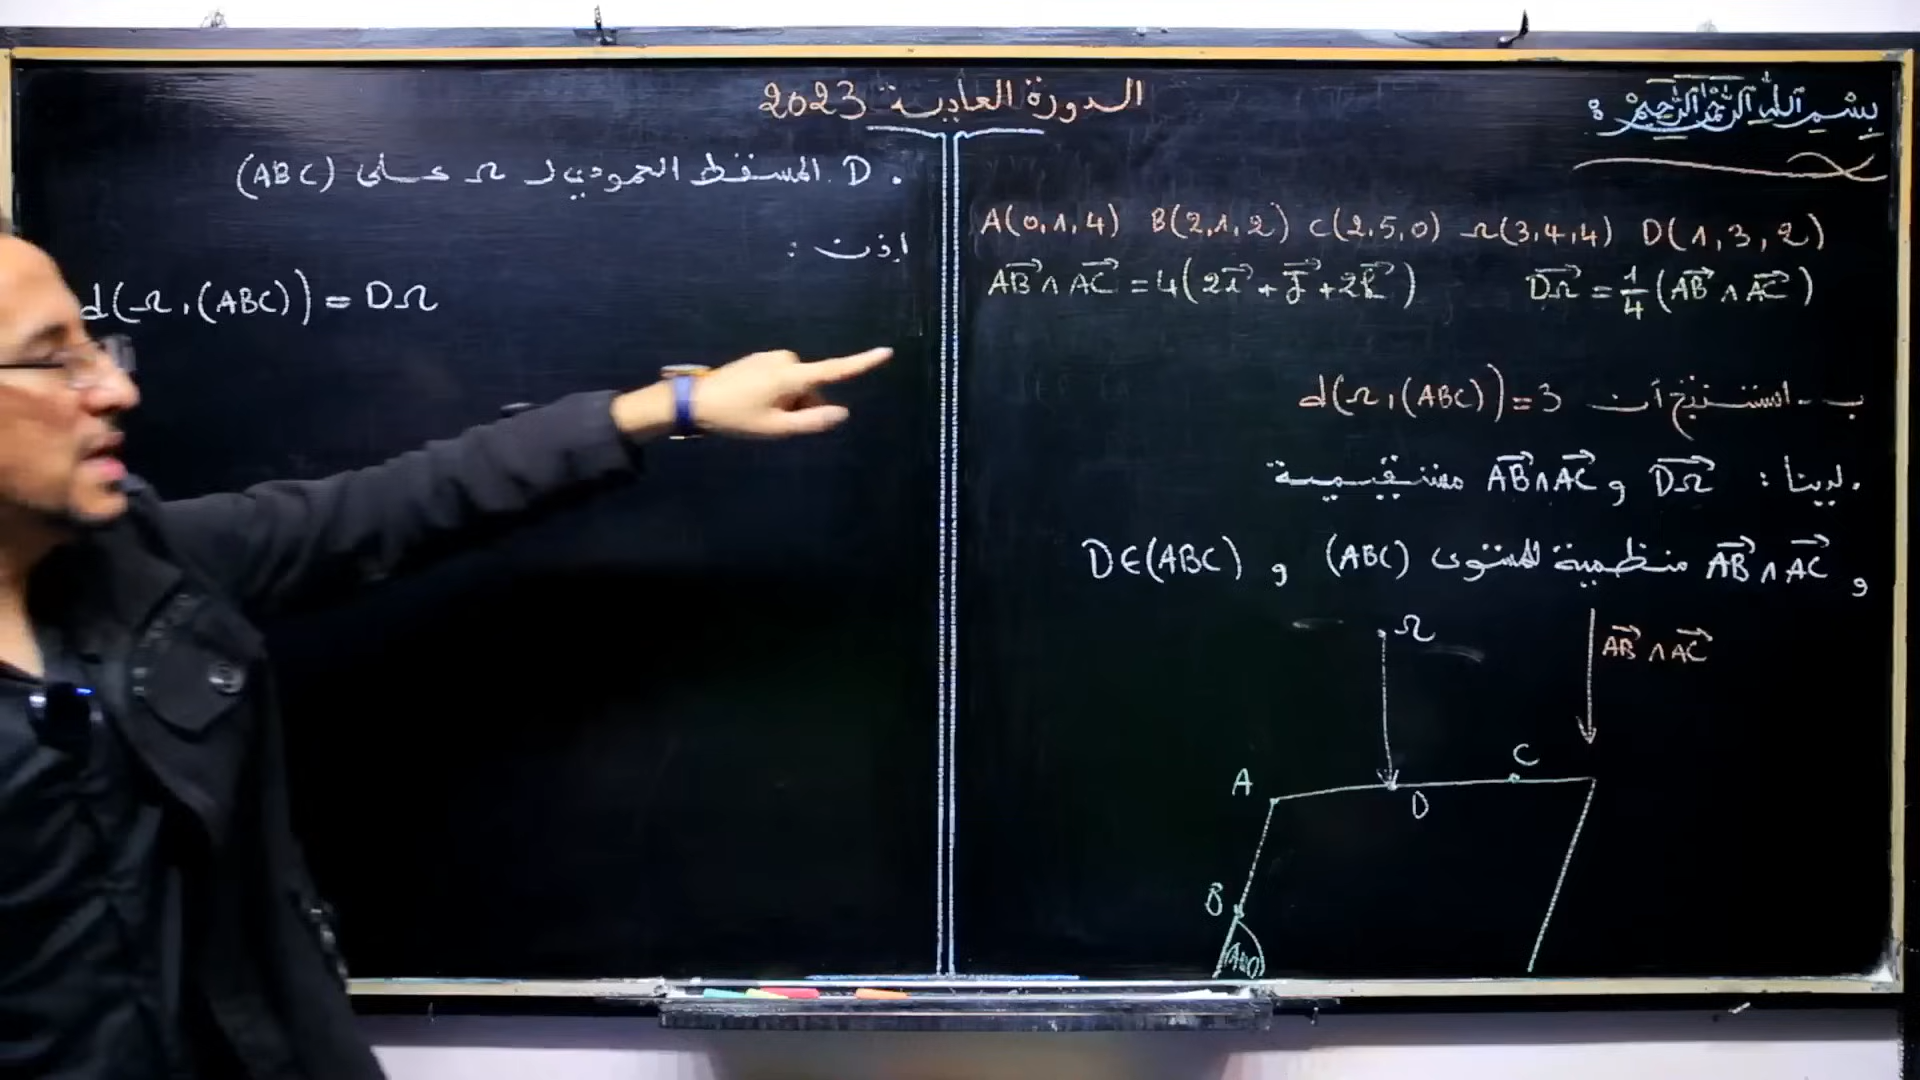 بسم الله الرحمن الرحيم :
الدورة العادية 2023
A(0,1,4) B(2,1,2) C(2,5,0) Ω(3,4,4) D(1,3,2)
AB∧AC = 4(2i + j + 2k) DΩ = 1/4 (AB∧AC)
ب - استنتج أن d(Ω,(ABC)) = 3
. لدينا : DΩ و AB∧AC مستقيمية
و AB∧AC منظمية للمستوى (ABC) و D∈(ABC)
Ω
AB∧AC
A
D
C
B
. D المسقط العمودي لـ Ω على (ABC)
إذن :
d(Ω,(ABC)) = DΩ